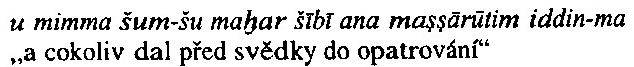 u mimma šum-šu maḫar šībī ana maṣṣārūtim iddin-ma
„a cokoliv dal před svědky do opatrování“